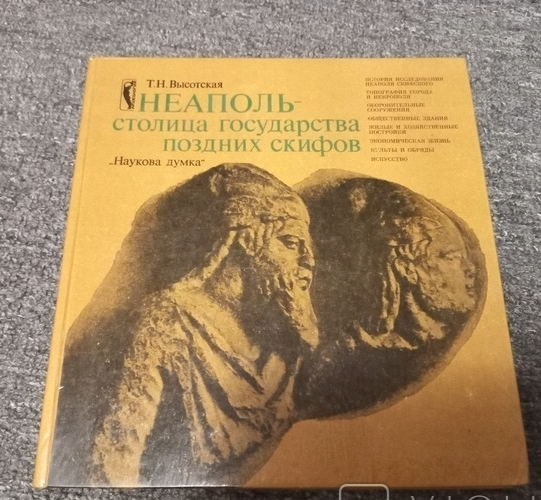 Т.Н. Высотская
НЕАПОЛЬ-
СТОЛИЦА ГОСУДАРСТВА
ПОЗДНИХ СКИФОВ
„Наукова думка“
ИСТОРИЯ ИССЛЕДОВАНИЯ
НЕАПОЛЯ СКИФСКОГО
ТОПОГРАФИЯ ГОРОДА
И НЕКРОПОЛИ
ОБОРОНИТЕЛЬНЫЕ
СООРУЖЕНИЯ
ОБЩЕСТВЕННЫЕ ЗДАНИЯ
ЖИЛЫЕ И ХОЗЯЙСТВЕННЫЕ
ПОСТРОЙКИ
ЭКОНОМИЧЕСКАЯ ЖИЗНЬ
КУЛЬТЫ И ОБРЯДЫ
ИСКУССТВО